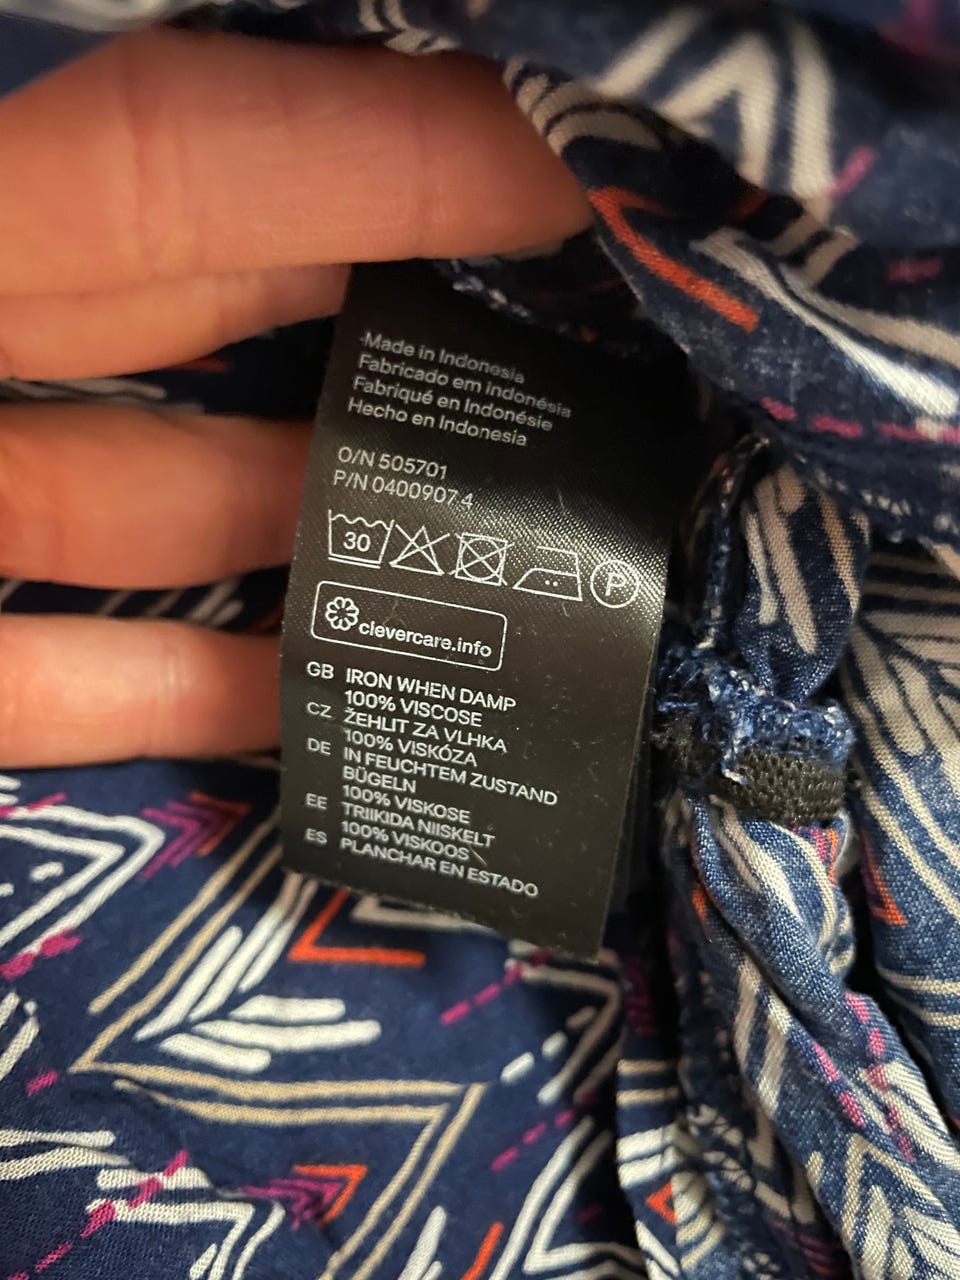 Made in Indonesia
Fabricado em Indonésia
Fabriqué en Indonésie
Hecho en Indonesia
O/N 505701
P/N 0400907 4
30 P
clevercare.info
GB IRON WHEN DAMP
100% VISCOSE
CZ ŽEHLIT ZA VLHKA
100% VISKÓZA
DE IN FEUCHTEM ZUSTAND
BÜGELN
100% VISKOSE
EE TRIIKIDA NIISKELT
100% VISKOOS
ES PLANCHAR EN ESTADO